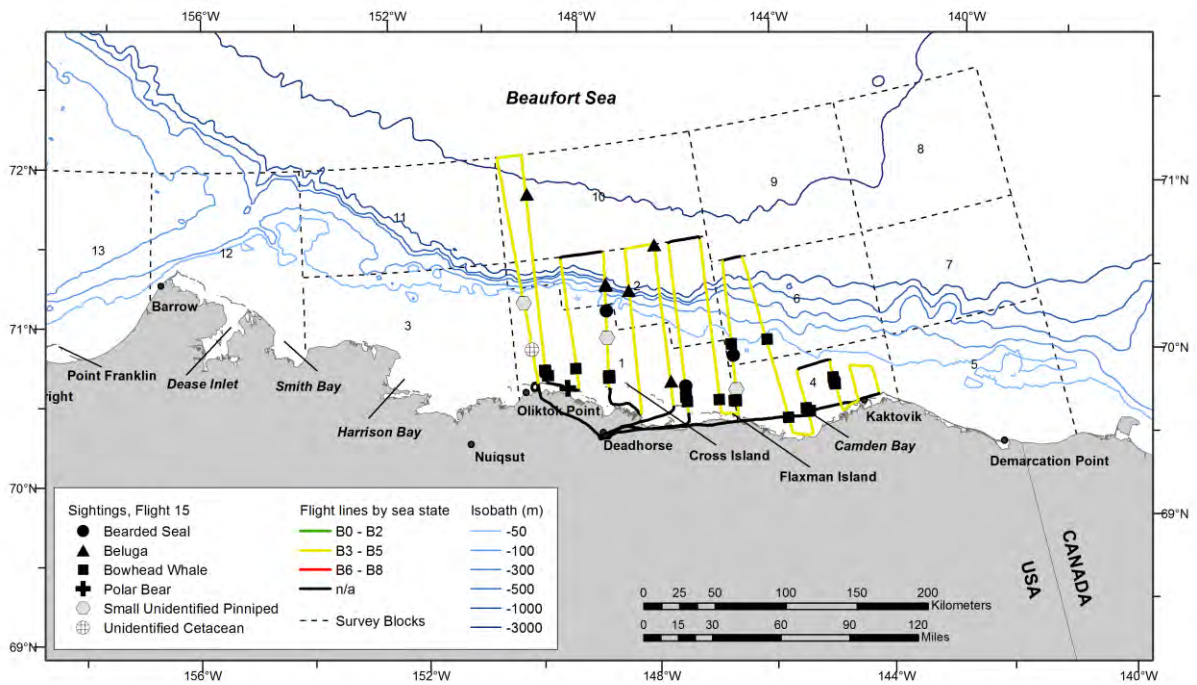 156°W 152°W 148°W 144°W 140°W
Beaufort Sea
72°N
71°N
8
9
10
11
7
13
12
2
6
Barrow
71°N
3
1
5
70°N
4
Point Franklin
Dease Inlet
Smith Bay
right
Oliktok Point
Kaktovik
Harrison Bay
Deadhorse
Camden Bay
Cross Island
Nuiqsut
Demarcation Point
Flaxman Island
70°N
69°N
Sightings, Flight 15
Bearded Seal
Beluga
Bowhead Whale
Polar Bear
Small Unidentified Pinniped
Unidentified Cetacean
Flight lines by sea state
B0 - B2
B3 - B5
B6 - B8
n/a
Survey Blocks
Isobath (m)
-50
-100
-300
-500
-1000
-3000
USA
CANADA
0 25 50 100 150 200
Kilometers
0 15 30 60 90 120
Miles
69°N
156°W 152°W 148°W 144°W 140°W